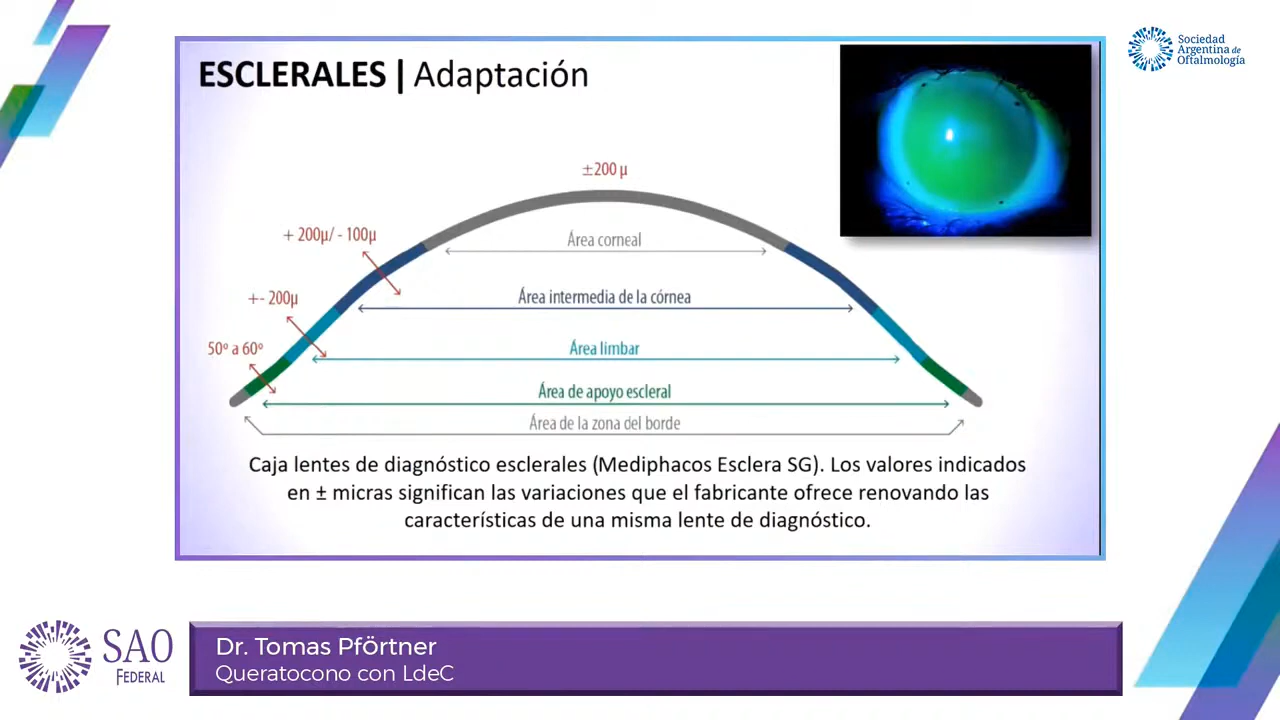 Sociedad
Argentina de
Oftalmología
ESCLERALES | Adaptación
±200 µ
+ 200µ/ - 100µ
Área corneal
+- 200µ
Área intermedia de la córnea
50º a 60º
Área limbar
Área de apoyo escleral
Área de la zona del borde
Caja lentes de diagnóstico esclerales (Mediphacos Esclera SG). Los valores indicados
en ± micras significan las variaciones que el fabricante ofrece renovando las
características de una misma lente de diagnóstico.
SAO
FEDERAL
Dr. Tomas Pförtner
Queratocono con LdeC